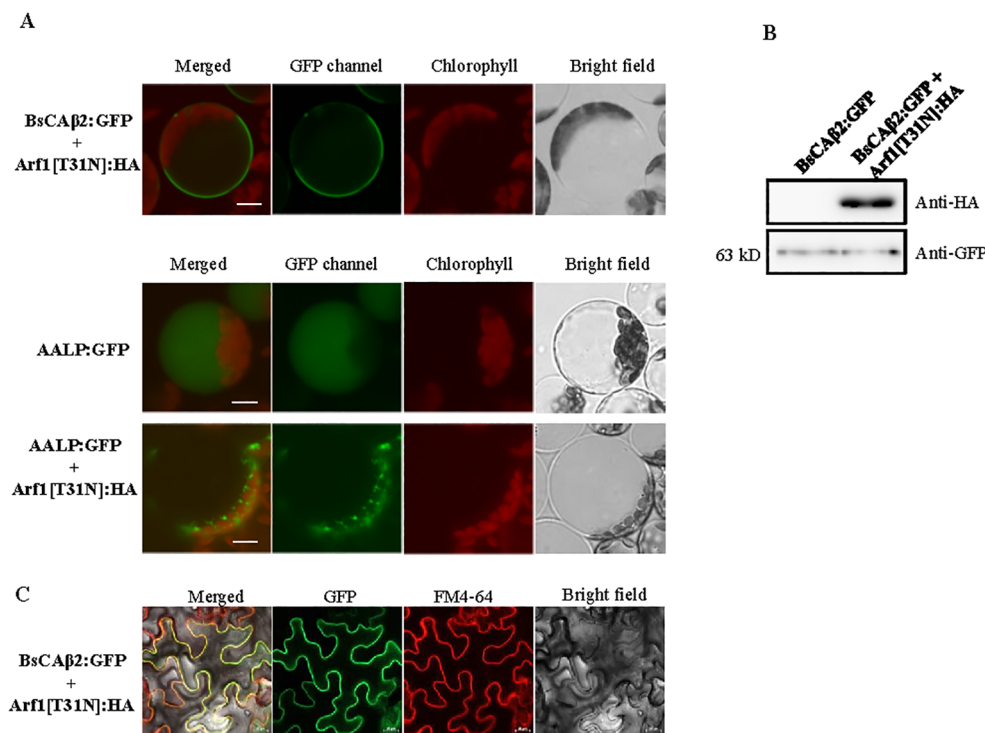 A
Merged GFP channel Chlorophyll Bright field
BsCAβ2:GFP
+
Arf1[T31N]:HA
Merged GFP channel Chlorophyll Bright field
AALP:GFP
AALP:GFP
+
Arf1[T31N]:HA
B
BsCAβ2:GFP
BsCAβ2:GFP +
Arf1[T31N]:HA
Anti-HA
63 kD Anti-GFP
C
Merged GFP FM4-64 Bright field
BsCAβ2:GFP
+
Arf1[T31N]:HA